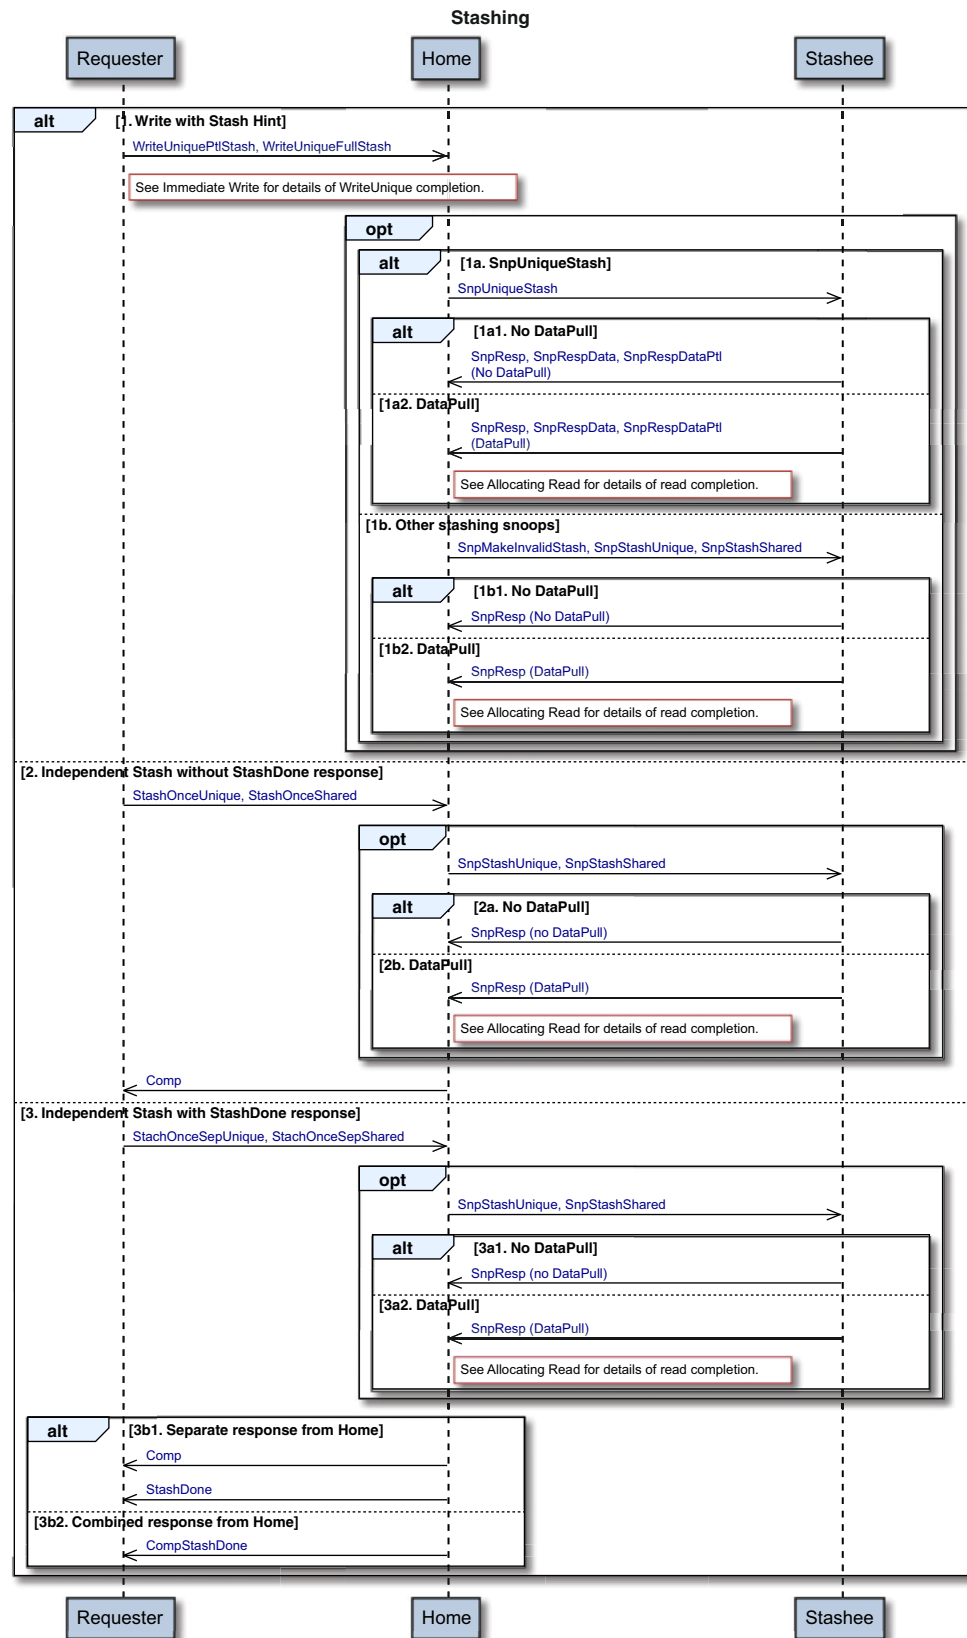 Stashing
Requester Home Stashee
alt [1. Write with Stash Hint]
WriteUniquePtlStash, WriteUniqueFullStash
See Immediate Write for details of WriteUnique completion.
opt
alt [1a. SnpUniqueStash]
SnpUniqueStash
alt [1a1. No DataPull]
SnpResp, SnpRespData, SnpRespDataPtl
(No DataPull)
[1a2. DataPull]
SnpResp, SnpRespData, SnpRespDataPtl
(DataPull)
See Allocating Read for details of read completion.
[1b. Other stashing snoops]
SnpMakeInvalidStash, SnpStashUnique, SnpStashShared
alt [1b1. No DataPull]
SnpResp (No DataPull)
[1b2. DataPull]
SnpResp (DataPull)
See Allocating Read for details of read completion.
[2. Independent Stash without StashDone response]
StashOnceUnique, StashOnceShared
opt
SnpStashUnique, SnpStashShared
alt [2a. No DataPull]
SnpResp (no DataPull)
[2b. DataPull]
SnpResp (DataPull)
See Allocating Read for details of read completion.
Comp
[3. Independent Stash with StashDone response]
StachOnceSepUnique, StachOnceSepShared
opt
SnpStashUnique, SnpStashShared
alt [3a1. No DataPull]
SnpResp (no DataPull)
[3a2. DataPull]
SnpResp (DataPull)
See Allocating Read for details of read completion.
alt [3b1. Separate response from Home]
Comp
StashDone
[3b2. Combined response from Home]
CompStashDone
Requester Home Stashee